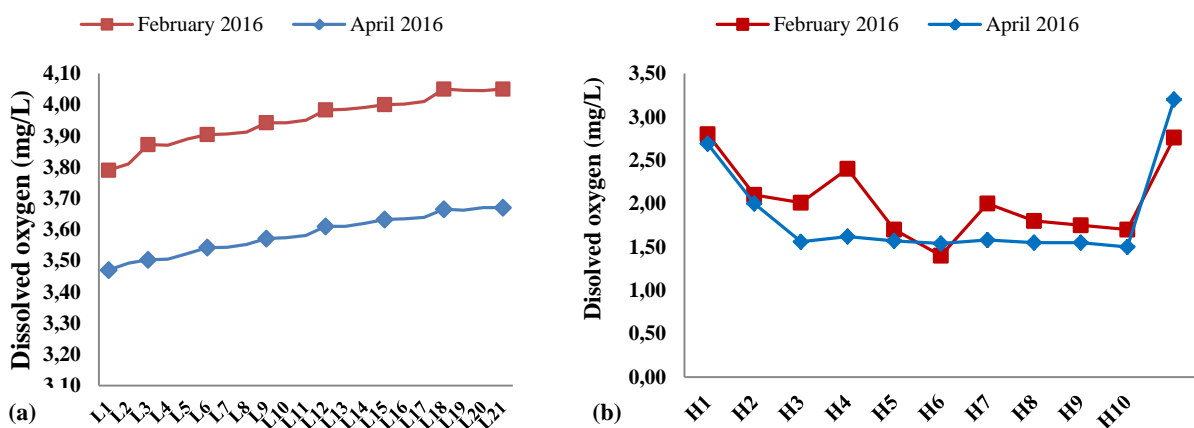 February 2016 April 2016
Dissolved oxygen (mg/L)
4,10
4,00
3,90
3,80
3,70
3,60
3,50
3,40
3,30
3,20
3,10
L1 L2 L3 L4 L5 L6 L7 L8 L9 L10 L11 L12 L13 L14 L15 L16 L17 L18 L19 L20 L21
(a)
February 2016 April 2016
Disolved oxygen (mg/L)
3,50
3,00
2,50
2,00
1,50
1,00
0,50
0,00
H1 H2 H3 H4 H5 H6 H7 H8 H9 H10
(b)